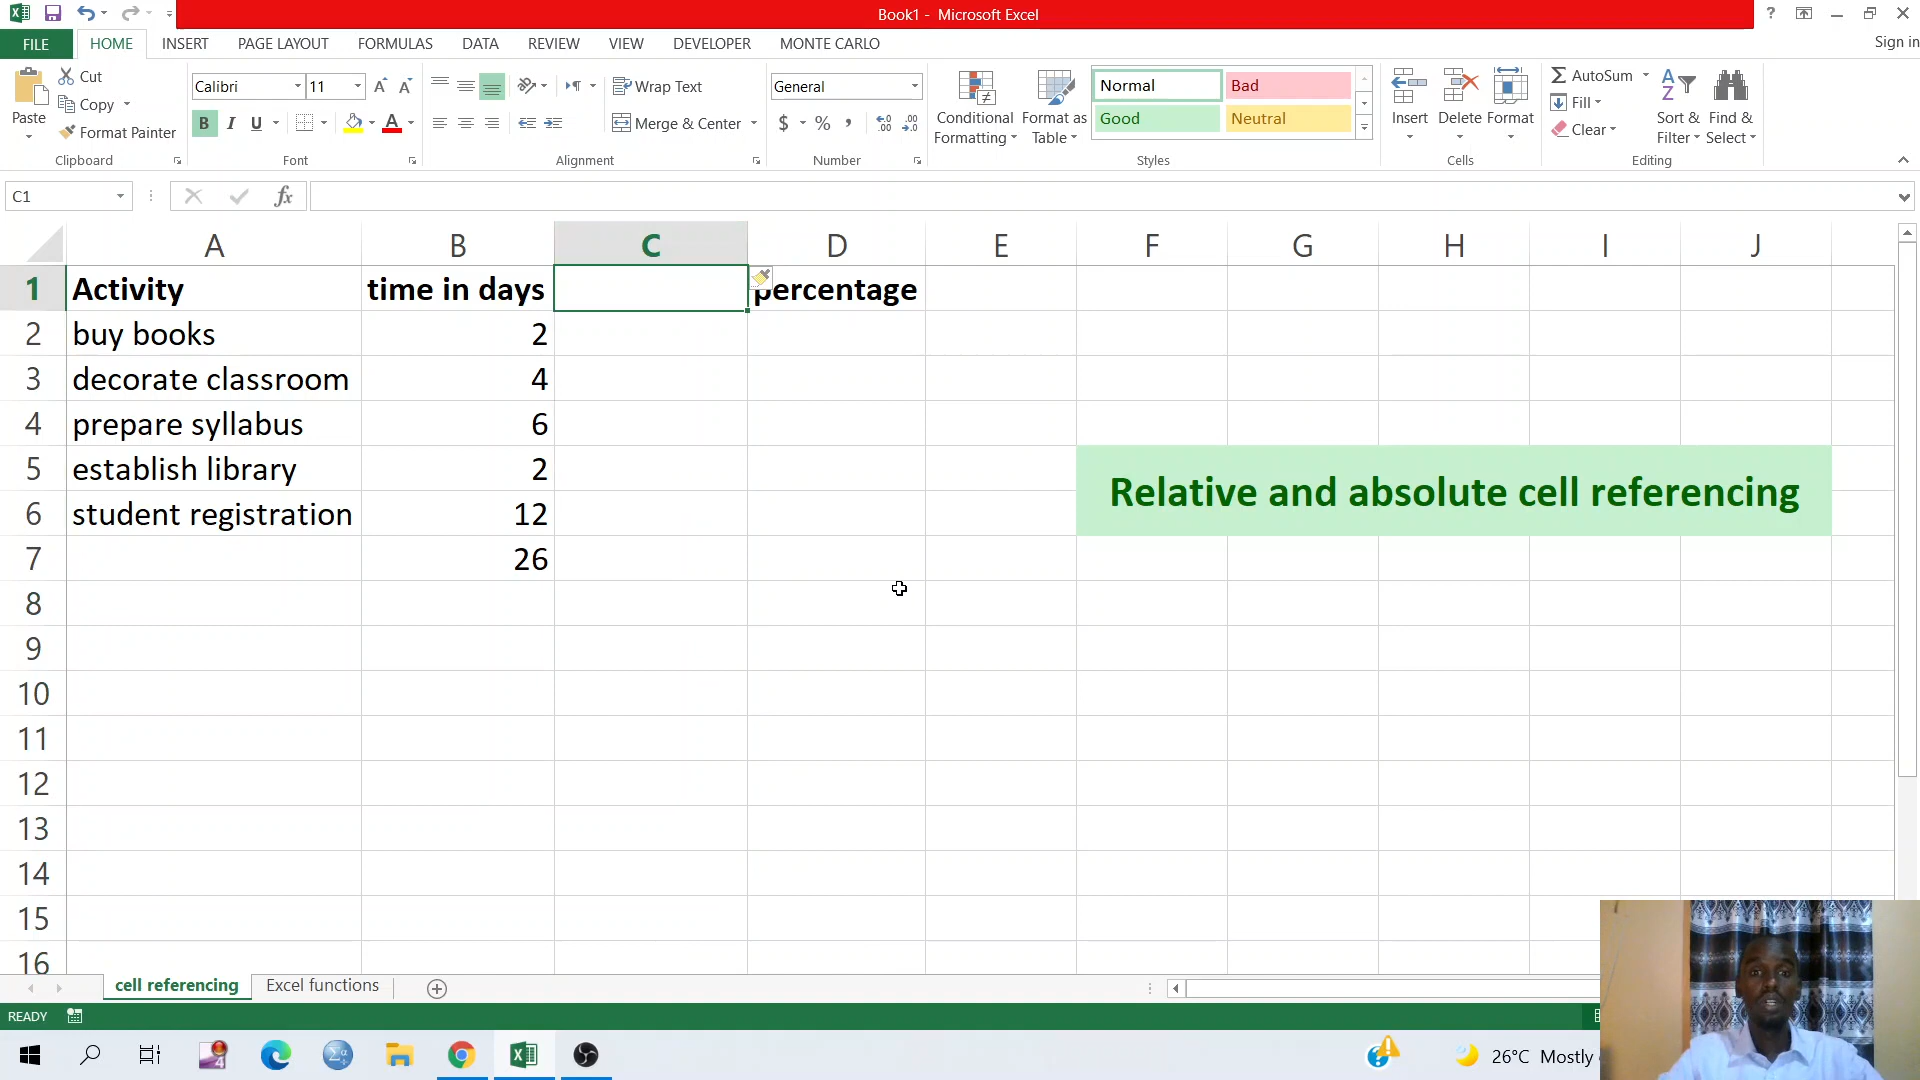 Book1 - Microsoft Excel
Sign in
FILE HOME INSERT PAGE LAYOUT FORMULAS DATA REVIEW VIEW DEVELOPER MONTE CARLO
Paste
Cut
Copy
Format Painter
Clipboard
Calibri 11
B I U
Font
Wrap Text
Merge & Center
Alignment
General
$ % ,
Number
Conditional Formatting
Format as Table
Normal Bad
Good Neutral
Styles
Insert Delete Format
Cells
AutoSum
Fill
Clear
Sort & Filter
Find & Select
Editing
C1
fx
A B C D E F G H I J
1 Activity time in days percentage
2 buy books 2
3 decorate classroom 4
4 prepare syllabus 6
5 establish library 2
6 student registration 12
7 26
Relative and absolute cell referencing
8
9
10
11
12
13
14
15
16
cell referencing Excel functions
READY
26°C Mostly